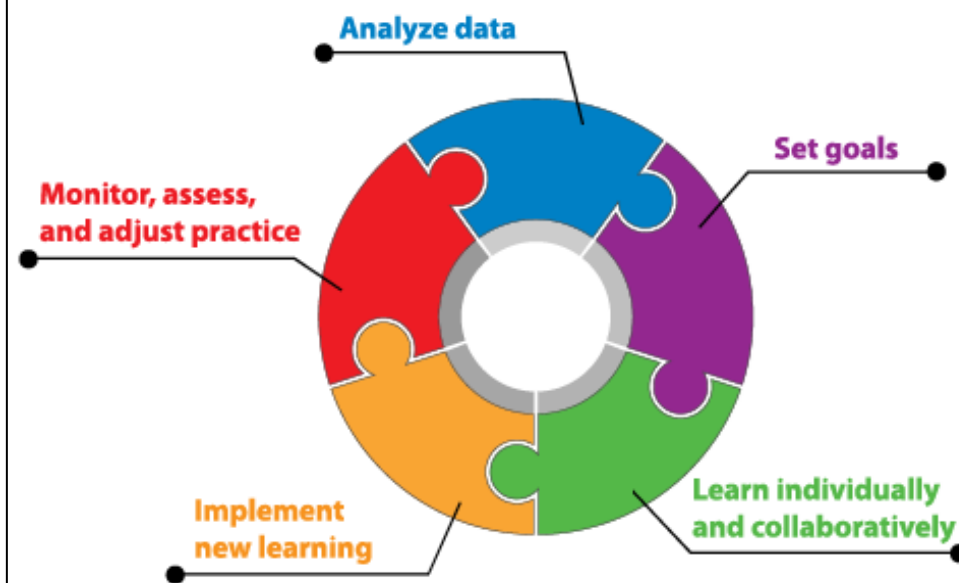 Analyze data
Set goals
Learn individually
and collaboratively
Implement
new learning
Monitor, assess,
and adjust practice